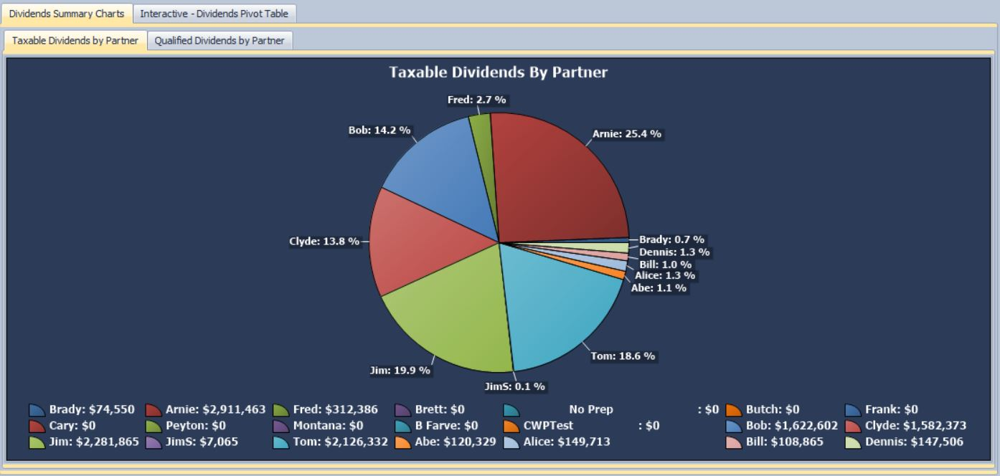 Dividends Summary Charts Interactive - Dividends Pivot Table
Taxable Dividends by Partner Qualified Dividends by Partner
Taxable Dividends By Partner
Fred: 2.7 %
Bob: 14.2 %
Arnie: 25.4 %
Clyde: 13.8 %
Brady: 0.7 %
Dennis: 1.3 %
Bill: 1.0 %
Alice: 1.3 %
Abe: 1.1 %
Tom: 18.6 %
Jim: 19.9 %
JimS: 0.1 %
Brady: $74,550 Arnie: $2,911,463 Fred: $312,386 Brett: $0 No Prep : $0 Butch: $0 Frank: $0
Cary: $0 Peyton: $0 Montana: $0 B Farve: $0 CWPTest : $0 Bob: $1,622,602 Clyde: $1,582,373
Jim: $2,281,865 JimS: $7,065 Tom: $2,126,332 Abe: $120,329 Alice: $149,713 Bill: $108,865 Dennis: $147,506